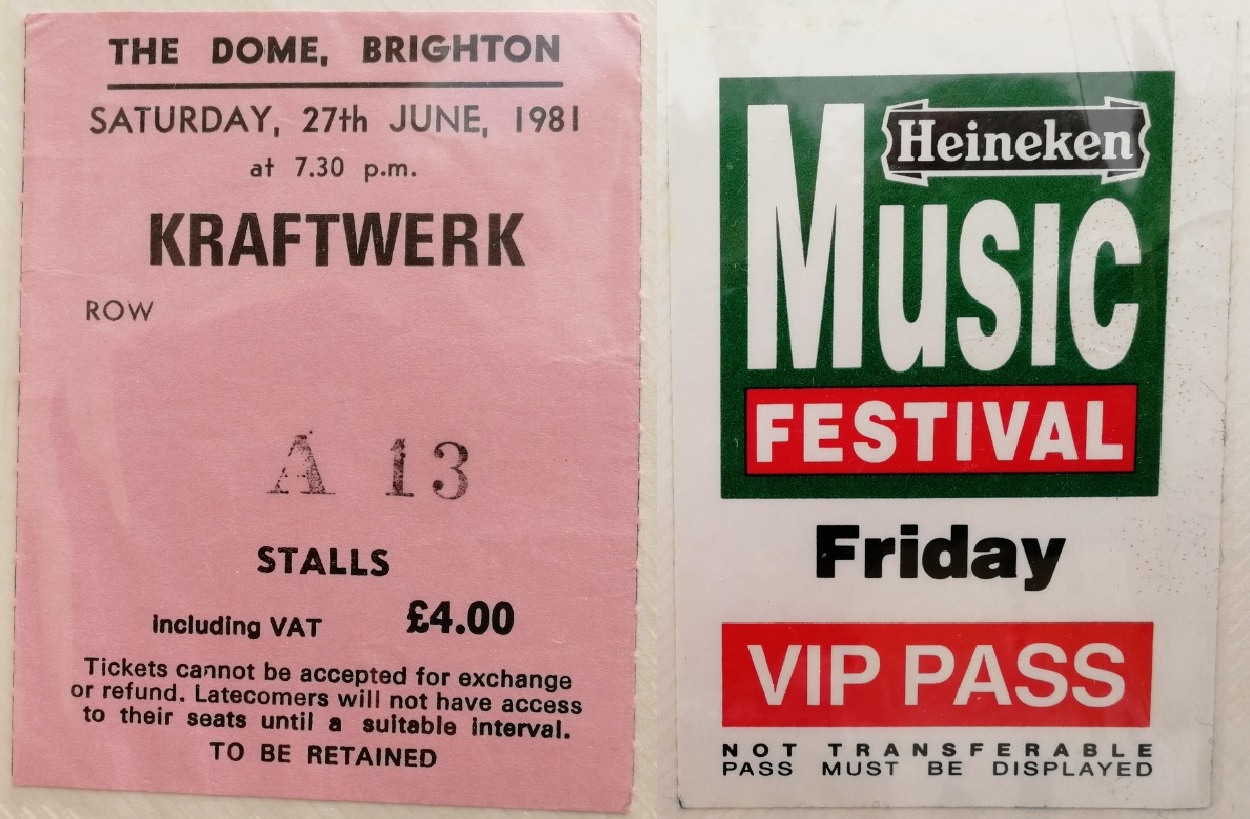 THE DOME, BRIGHTON
SATURDAY, 27th JUNE, 1981
at 7.30 p.m.
KRAFTWERK
ROW
A 13
STALLS
including VAT £4.00
Tickets cannot be accepted for exchange
or refund. Latecomers will not have access
to their seats until a suitable interval.
TO BE RETAINED
Heineken
Music
FESTIVAL
Friday
VIP PASS
NOT TRANSFERABLE
PASS MUST BE DISPLAYED